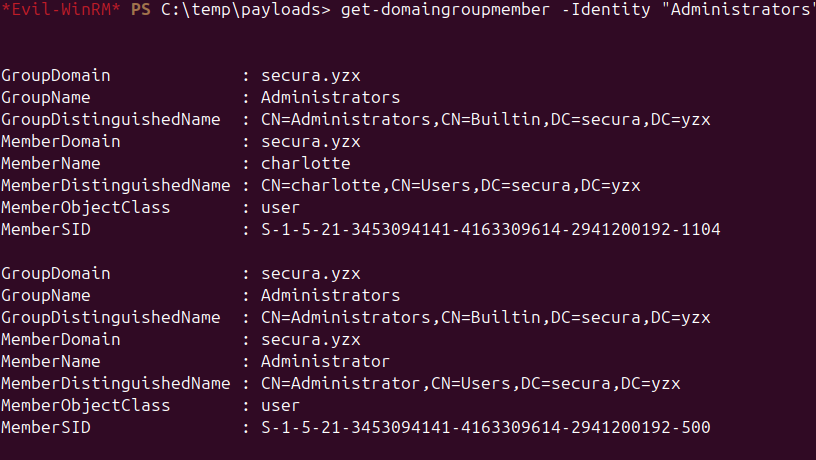 *Evil-WinRM* PS C:\temp\payloads> get-domaingroupmember -Identity "Administrators"
GroupDomain : secura.yzx
GroupName : Administrators
GroupDistinguishedName : CN=Administrators,CN=Builtin,DC=secura,DC=yzx
MemberDomain : secura.yzx
MemberName : charlotte
MemberDistinguishedName : CN=charlotte,CN=Users,DC=secura,DC=yzx
MemberObjectClass : user
MemberSID : S-1-5-21-3453094141-4163309614-2941200192-1104
GroupDomain : secura.yzx
GroupName : Administrators
GroupDistinguishedName : CN=Administrators,CN=Builtin,DC=secura,DC=yzx
MemberDomain : secura.yzx
MemberName : Administrator
MemberDistinguishedName : CN=Administrator,CN=Users,DC=secura,DC=yzx
MemberObjectClass : user
MemberSID : S-1-5-21-3453094141-4163309614-2941200192-500